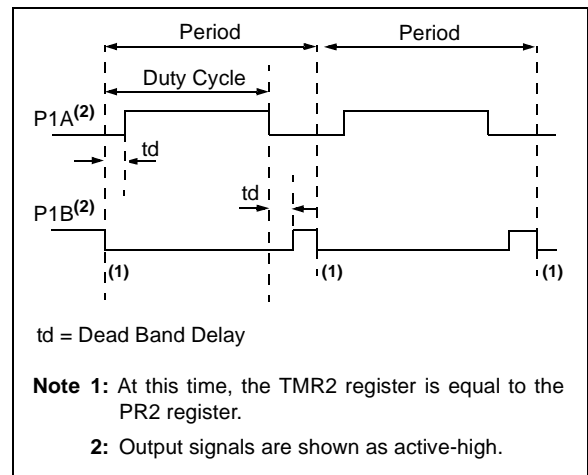 Period Period
Duty Cycle
P1A(2)
td
td
P1B(2)
(1) (1) (1)
td = Dead Band Delay
Note 1: At this time, the TMR2 register is equal to the
PR2 register.
2: Output signals are shown as active-high.